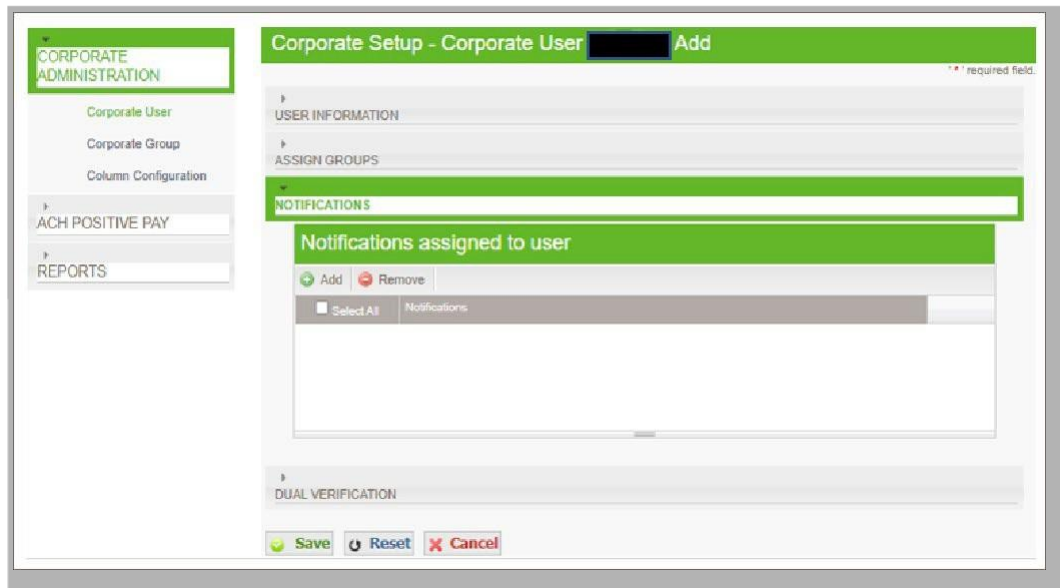 CORPORATE
ADMINISTRATION
Corporate User
Corporate Group
Column Configuration
ACH POSITIVE PAY
REPORTS
Corporate Setup - Corporate User Add
'*' required field.
USER INFORMATION
ASSIGN GROUPS
NOTIFICATIONS
Notifications assigned to user
Add Remove
Select All Notifications
DUAL VERIFICATION
Save Reset Cancel